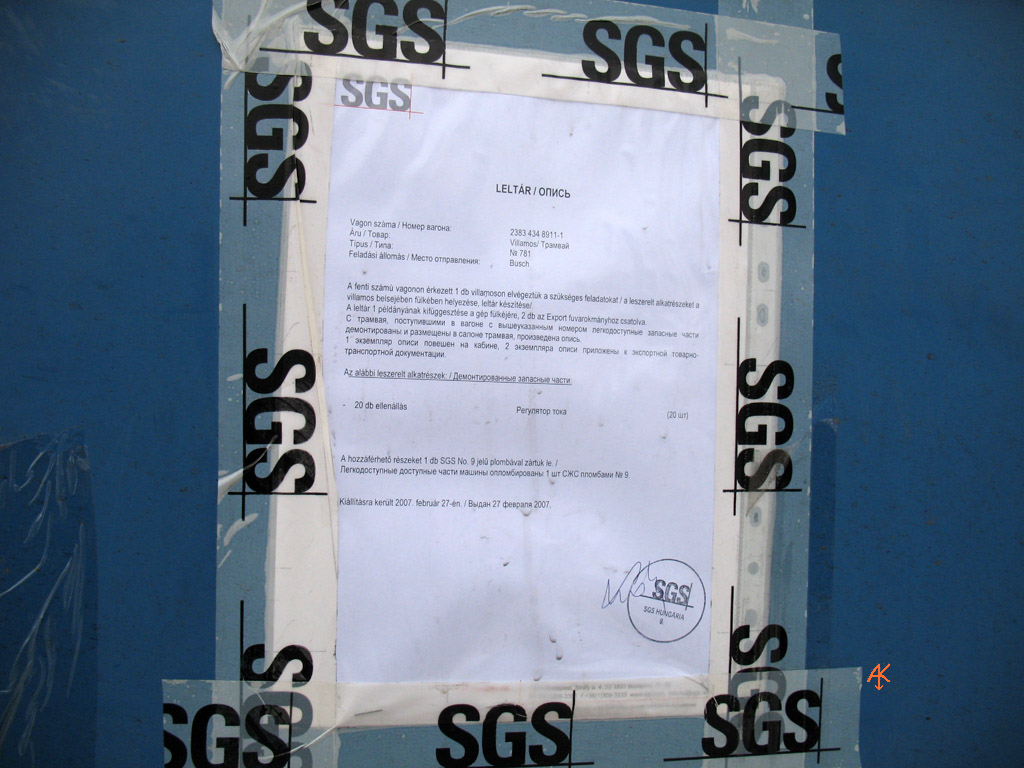 SGS
SGS
SGS
SGS
SGS
SGS
LELTÁR / ОПИСЬ
Vagon száma / Номер вагона: 2383 434 8911-1
Áru / Товар: Villamos/ Трамвай
Típus / Типа: № 781
Feladási állomás / Место отправления: Busch
A fenti számú vagonon érkezett 1 db villamoson elvégeztük a szükséges feladatokat / a leszerelt alkatrészeket a
villamos belsejében fülkében helyezése, leltár készítése/.
A leltár 1 példányának kifüggesztése a gép fülkéjére, 2 db az Export fuvarokmányhoz csatolva.
С трамвая, поступившими в вагоне с вышеуказанным номером легкодоступные запасные части
демонтированы и размещены в салоне трамвая, произведена опись.
1 экземпляр описи повешен на кабине, 2 экземпляра описи приложены к экспортной товарно-
транспортной документации.
Az alábbi leszerelt alkatrészek: / Демонтированные запасные части:
- 20 db ellenállás Регулятор тока (20 шт)
SGS
SGS
A hozzáférhető részeket 1 db SGS No. 9 jelű plombával zártuk le. /
Легкодоступные доступные части машины опломбированы 1 шт СЖС пломбами № 9.
Kiállításra került 2007. február 27-én. / Выдан 27 февраля 2007.
SGS
SGS HUNGARIA
9.
SGS
SGS
AK
SGS
SGS
SGS